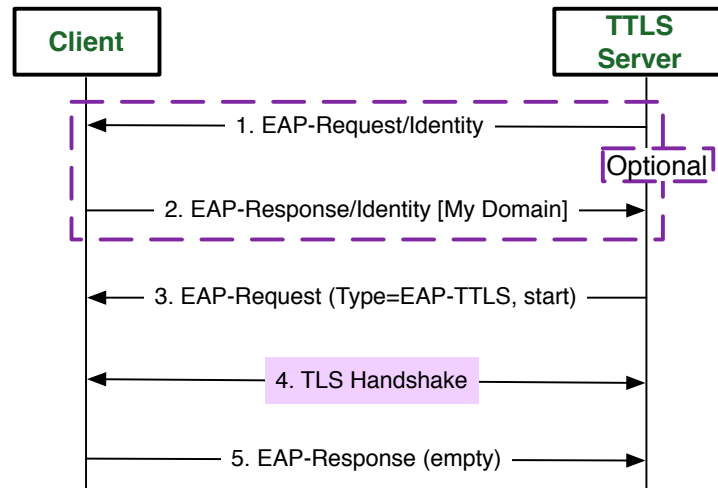 Client
TTLS
Server
1. EAP-Request/Identity
Optional
2. EAP-Response/Identity [My Domain]
3. EAP-Request (Type=EAP-TTLS, start)
4. TLS Handshake
5. EAP-Response (empty)